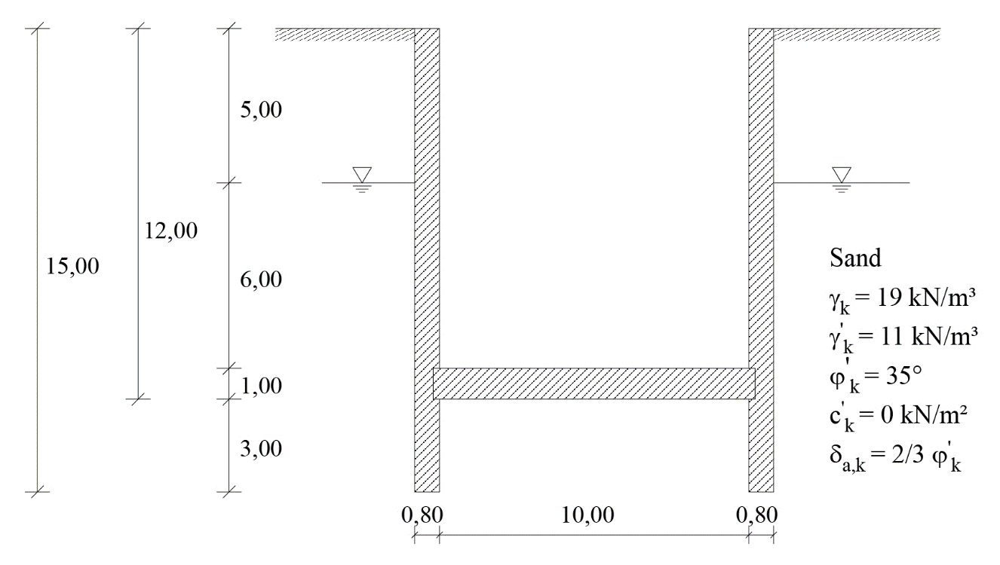 5,00
12,00
15,00
6,00
Sand
γk = 19 kN/m³
γ'k = 11 kN/m³
φ'k = 35°
1,00
c'k = 0 kN/m²
3,00
δa,k = 2/3 φ'k
0,80 10,00 0,80